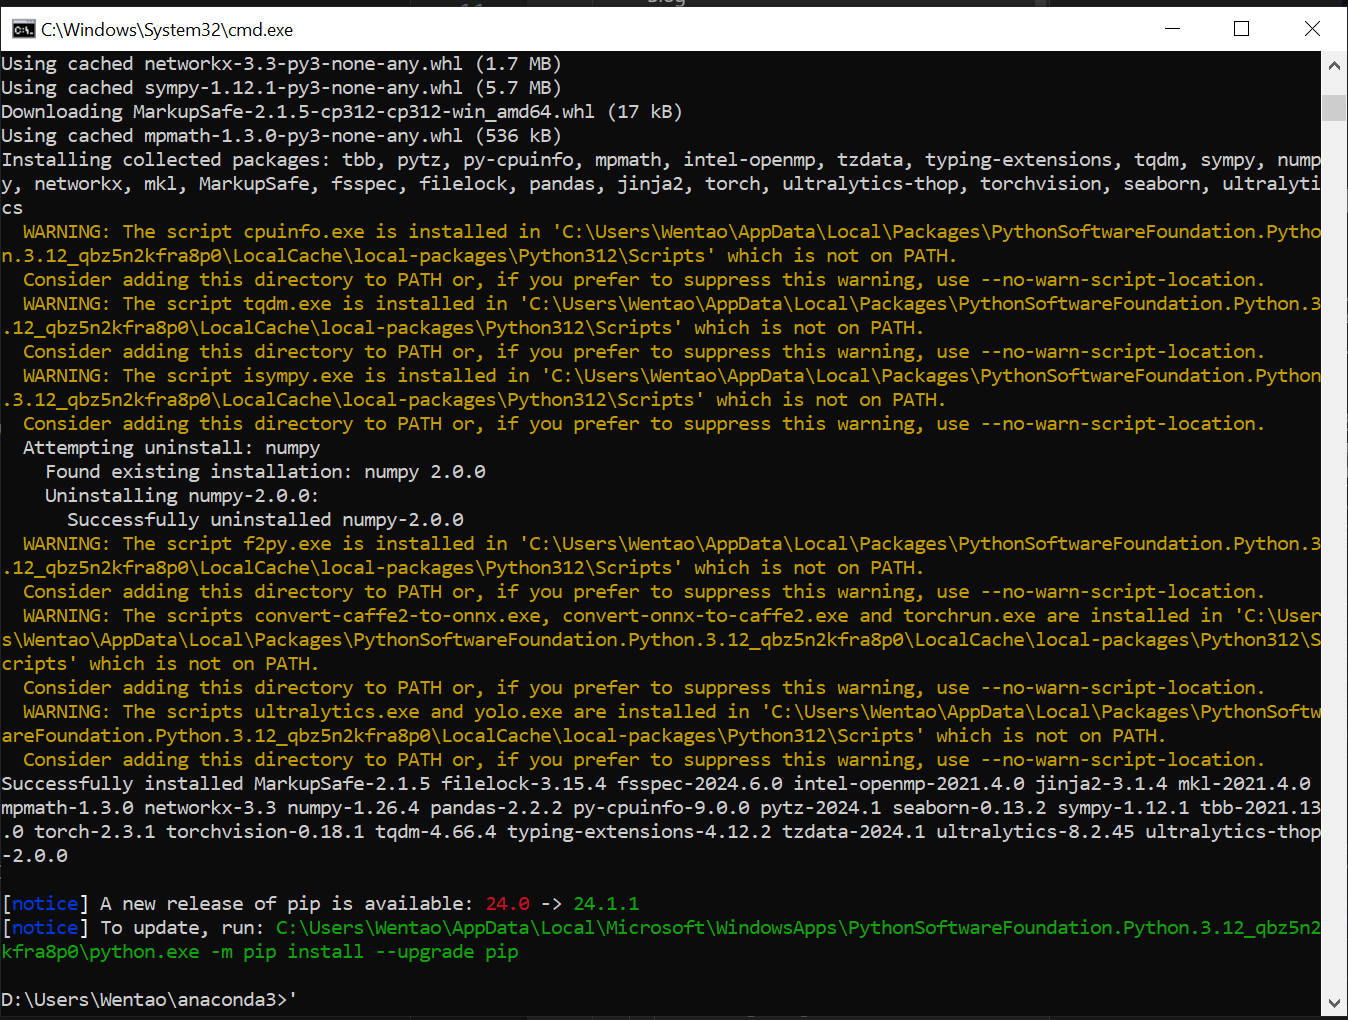 C:\Windows\System32\cmd.exe
Using cached networkx-3.3-py3-none-any.whl (1.7 MB)
Using cached sympy-1.12.1-py3-none-any.whl (5.7 MB)
Downloading MarkupSafe-2.1.5-cp312-cp312-win_amd64.whl (17 kB)
Using cached mpmath-1.3.0-py3-none-any.whl (536 kB)
Installing collected packages: tbb, pytz, py-cpuinfo, mpmath, intel-openmp, tzdata, typing-extensions, tqdm, sympy, nump
y, networkx, mkl, MarkupSafe, fsspec, filelock, pandas, jinja2, torch, ultralytics-thop, torchvision, seaborn, ultralyti
cs
  WARNING: The script cpuinfo.exe is installed in 'C:\Users\Wentao\AppData\Local\Packages\PythonSoftwareFoundation.Pytho
n.3.12_qbz5n2kfra8p0\LocalCache\local-packages\Python312\Scripts' which is not on PATH.
  Consider adding this directory to PATH or, if you prefer to suppress this warning, use --no-warn-script-location.
  WARNING: The script tqdm.exe is installed in 'C:\Users\Wentao\AppData\Local\Packages\PythonSoftwareFoundation.Python.3
.12_qbz5n2kfra8p0\LocalCache\local-packages\Python312\Scripts' which is not on PATH.
  Consider adding this directory to PATH or, if you prefer to suppress this warning, use --no-warn-script-location.
  WARNING: The script isympy.exe is installed in 'C:\Users\Wentao\AppData\Local\Packages\PythonSoftwareFoundation.Python
.3.12_qbz5n2kfra8p0\LocalCache\local-packages\Python312\Scripts' which is not on PATH.
  Consider adding this directory to PATH or, if you prefer to suppress this warning, use --no-warn-script-location.
  Attempting uninstall: numpy
    Found existing installation: numpy 2.0.0
    Uninstalling numpy-2.0.0:
      Successfully uninstalled numpy-2.0.0
  WARNING: The script f2py.exe is installed in 'C:\Users\Wentao\AppData\Local\Packages\PythonSoftwareFoundation.Python.3
.12_qbz5n2kfra8p0\LocalCache\local-packages\Python312\Scripts' which is not on PATH.
  Consider adding this directory to PATH or, if you prefer to suppress this warning, use --no-warn-script-location.
  WARNING: The scripts convert-caffe2-to-onnx.exe, convert-onnx-to-caffe2.exe and torchrun.exe are installed in 'C:\User
s\Wentao\AppData\Local\Packages\PythonSoftwareFoundation.Python.3.12_qbz5n2kfra8p0\LocalCache\local-packages\Python312\S
cripts' which is not on PATH.
  Consider adding this directory to PATH or, if you prefer to suppress this warning, use --no-warn-script-location.
  WARNING: The scripts ultralytics.exe and yolo.exe are installed in 'C:\Users\Wentao\AppData\Local\Packages\PythonSoftw
areFoundation.Python.3.12_qbz5n2kfra8p0\LocalCache\local-packages\Python312\Scripts' which is not on PATH.
  Consider adding this directory to PATH or, if you prefer to suppress this warning, use --no-warn-script-location.
Successfully installed MarkupSafe-2.1.5 filelock-3.15.4 fsspec-2024.6.0 intel-openmp-2021.4.0 jinja2-3.1.4 mkl-2021.4.0
mpmath-1.3.0 networkx-3.3 numpy-1.26.4 pandas-2.2.2 py-cpuinfo-9.0.0 pytz-2024.1 seaborn-0.13.2 sympy-1.12.1 tbb-2021.13
.0 torch-2.3.1 torchvision-0.18.1 tqdm-4.66.4 typing-extensions-4.12.2 tzdata-2024.1 ultralytics-8.2.45 ultralytics-thop
-2.0.0
[notice] A new release of pip is available: 24.0 -> 24.1.1
[notice] To update, run: C:\Users\Wentao\AppData\Local\Microsoft\WindowsApps\PythonSoftwareFoundation.Python.3.12_qbz5n2
kfra8p0\python.exe -m pip install --upgrade pip
D:\Users\Wentao\anaconda3>'